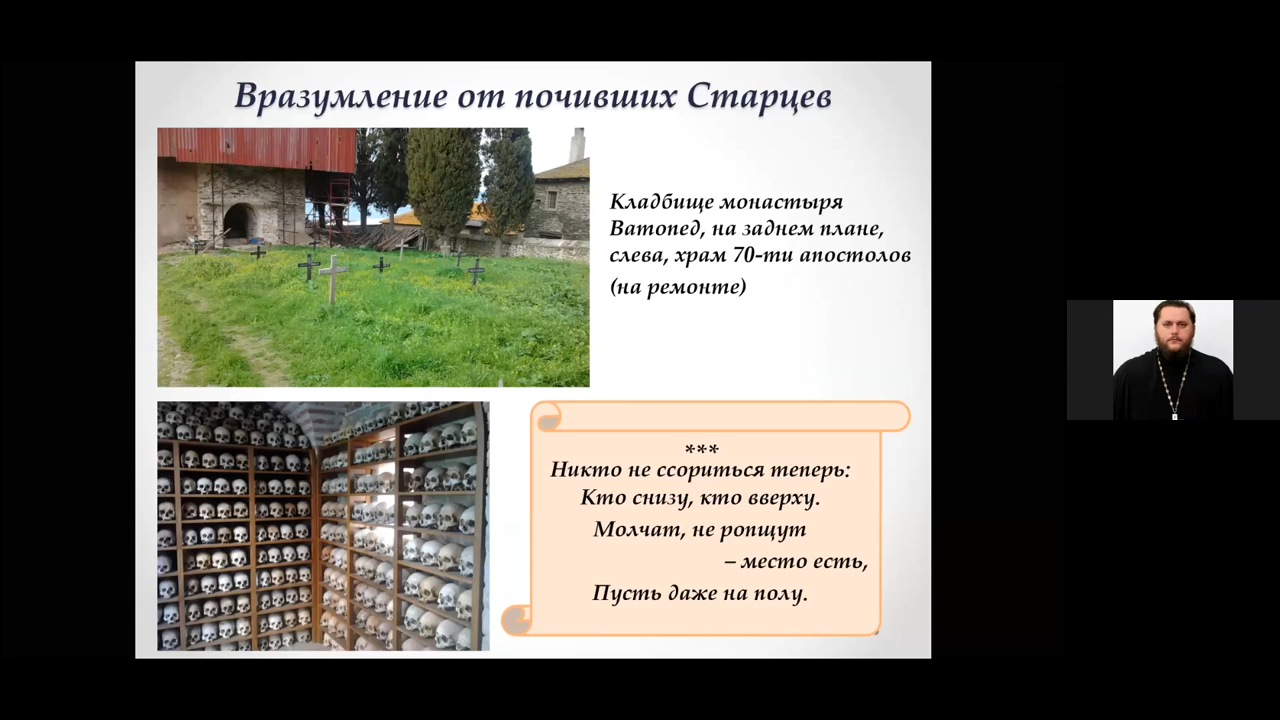 Вразумление от почивших Старцев
Кладбище монастыря
Ватопед, на заднем плане,
слева, храм 70-ти апостолов
(на ремонте)
***
Никто не ссориться теперь:
Кто снизу, кто вверху.
Молчат, не ропщут
– место есть,
Пусть даже на полу.